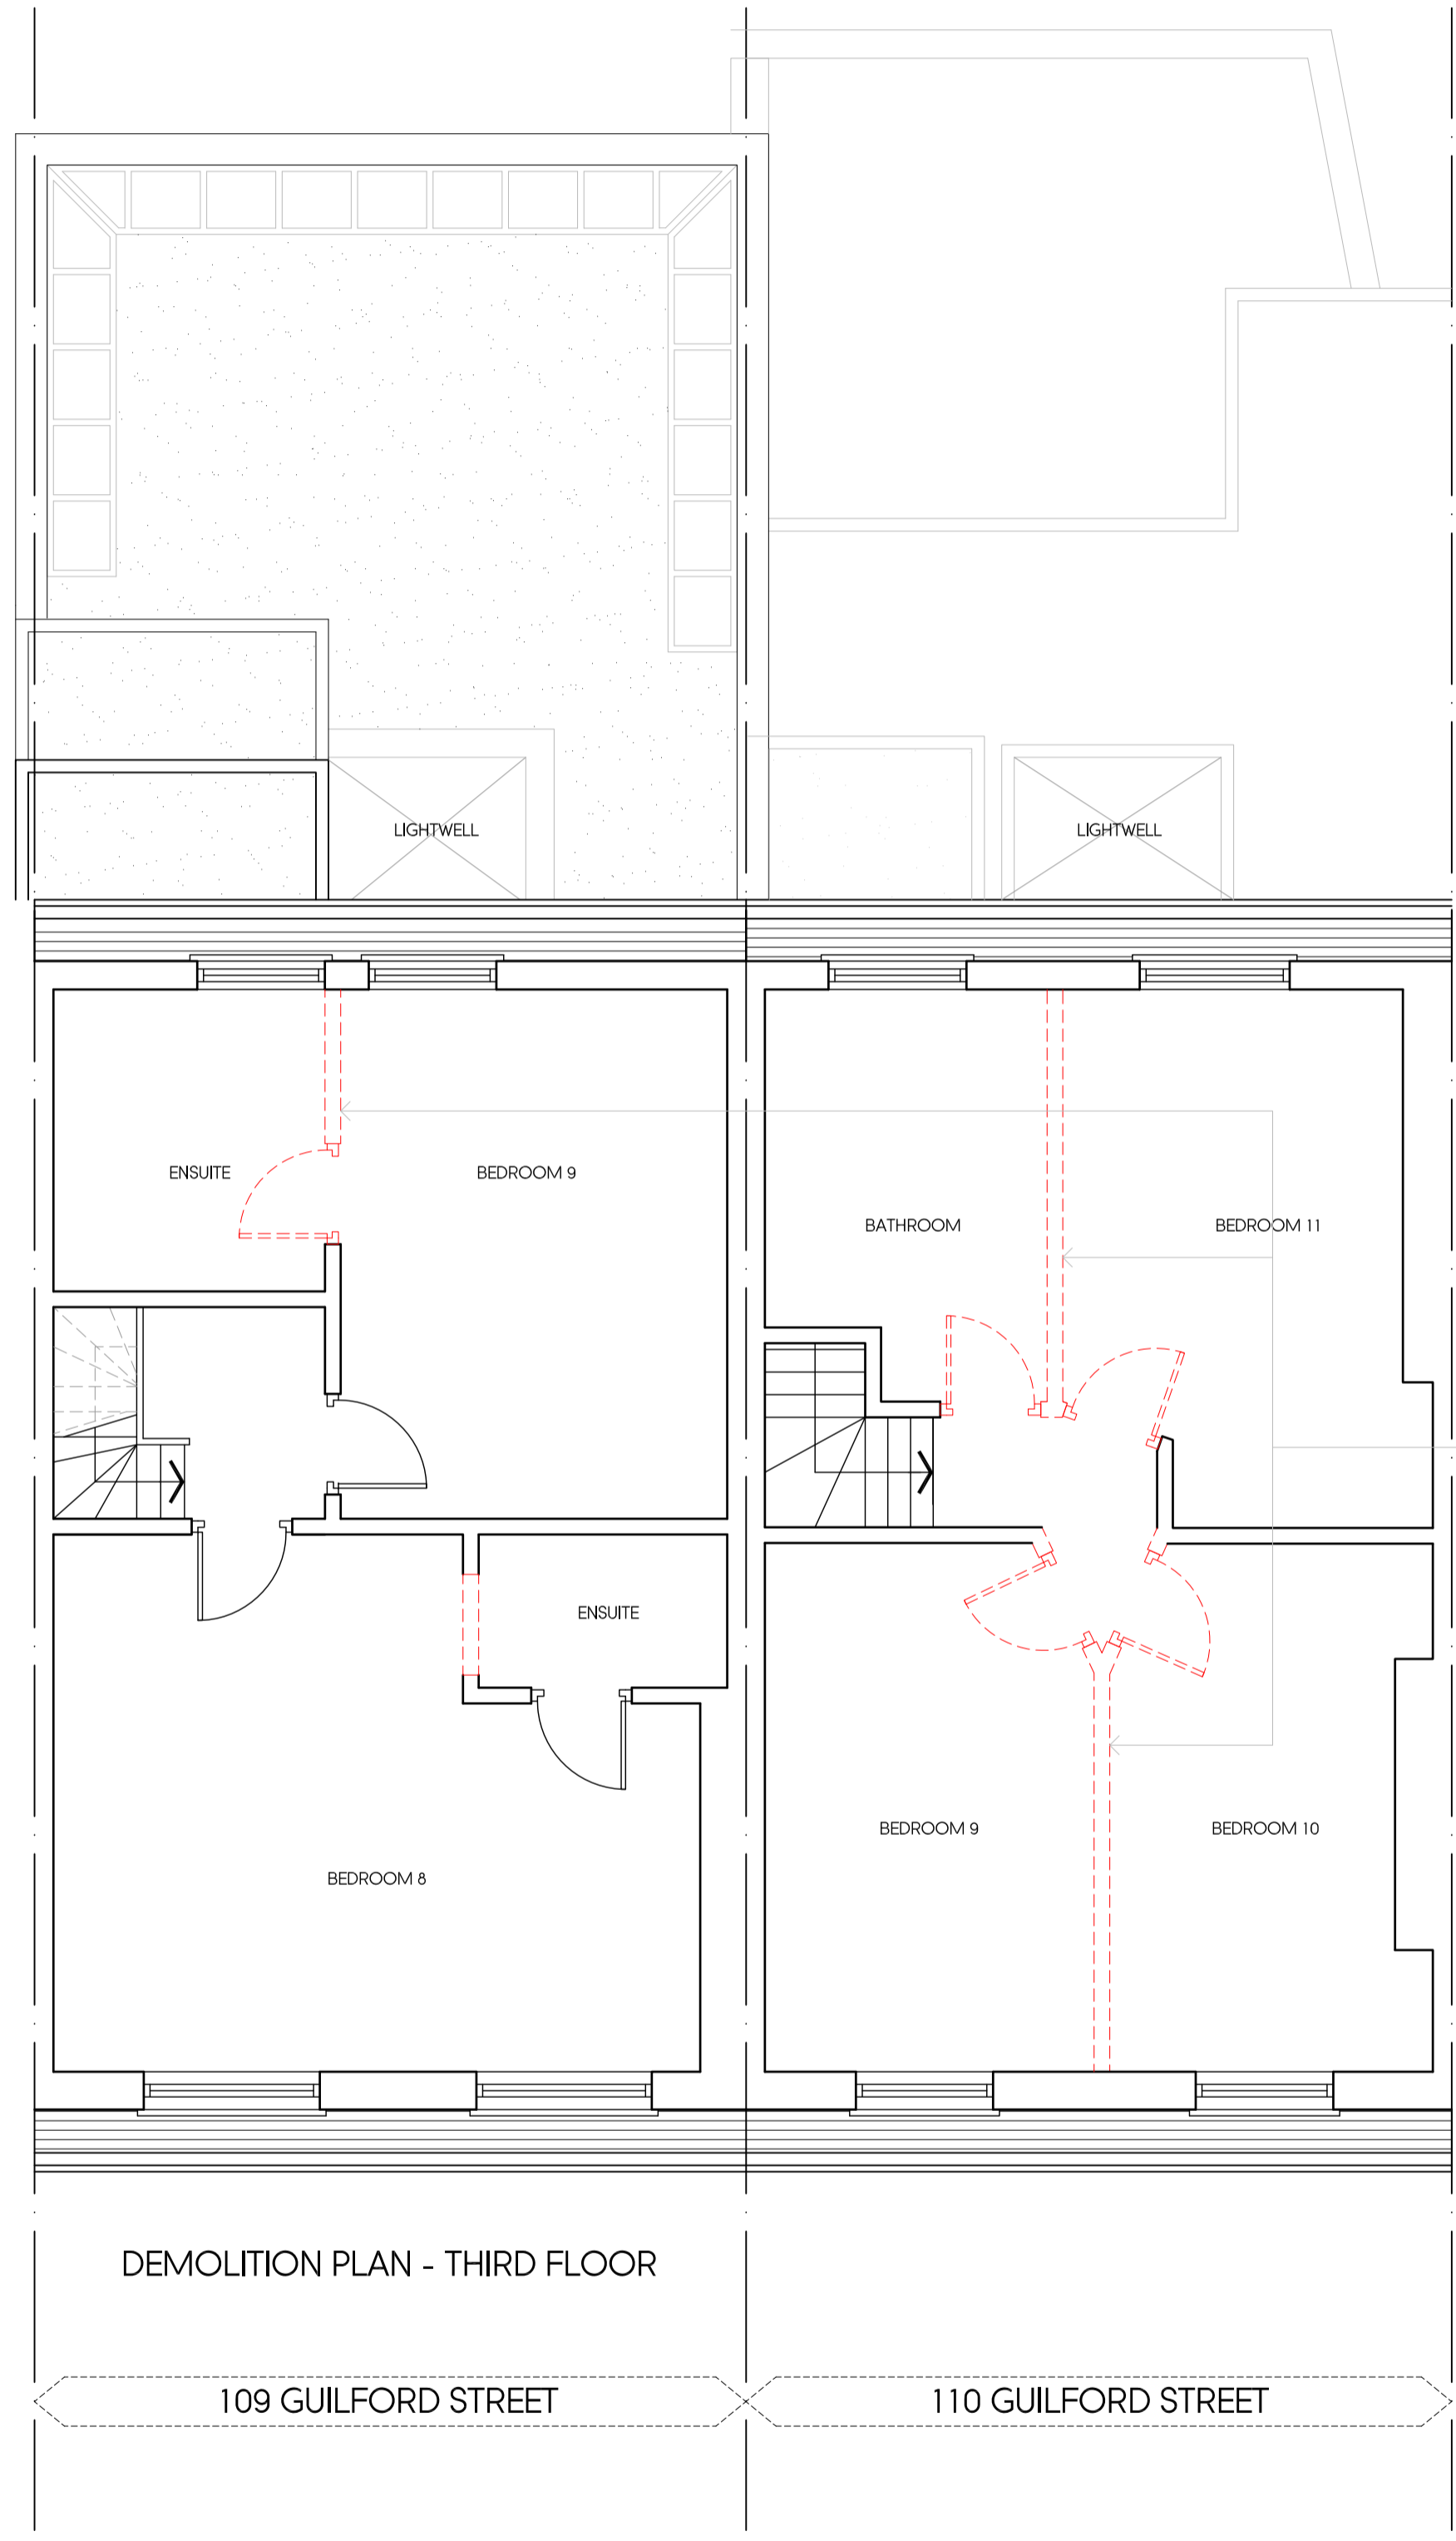 LIGHTWELL
LIGHTWELL
ENSUITE
BEDROOM 9
BATHROOM
BEDROOM 11
ENSUITE
BEDROOM 9
BEDROOM 10
BEDROOM 8
DEMOLITION PLAN - THIRD FLOOR
109 GUILFORD STREET
110 GUILFORD STREET